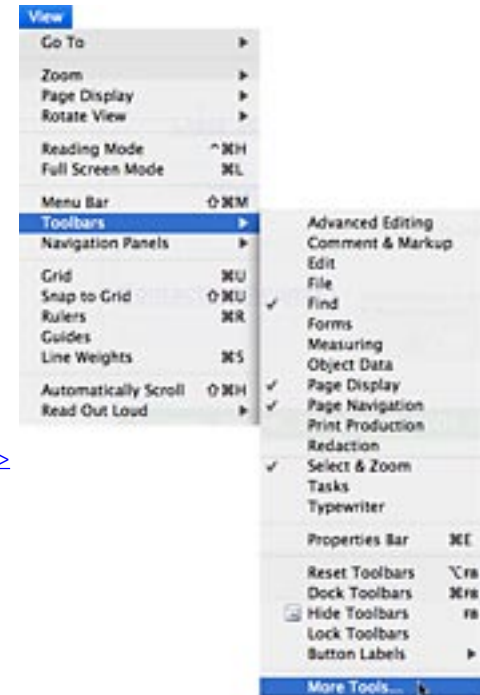 View
Go To
Zoom
Page Display
Rotate View
Reading Mode ^⌘H
Full Screen Mode ⌘L
Menu Bar ⇧⌘M
Toolbars
Navigation Panels
Grid ⌘U
Snap to Grid ⇧⌘U
Rulers ⌘R
Guides
Line Weights ⌘5
Automatically Scroll ⇧⌘H
Read Out Loud
>
Advanced Editing
Comment & Markup
Edit
File
✓ Find
Forms
Measuring
Object Data
✓ Page Display
✓ Page Navigation
Print Production
Redaction
✓ Select & Zoom
Tasks
Typewriter
Properties Bar ⌘E
Reset Toolbars ⌥F8
Dock Toolbars ⌘F8
Hide Toolbars F8
Lock Toolbars
Button Labels
More Tools...